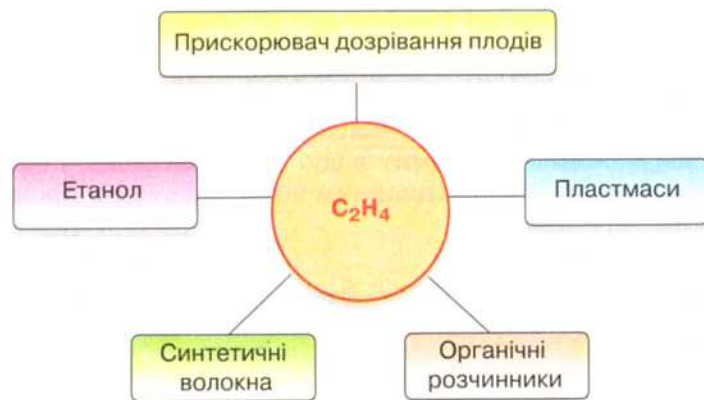 Прискорювач дозрівання плодів
Етанол
C₂H₄
Пластмаси
Синтетичні
волокна
Органічні
розчинники